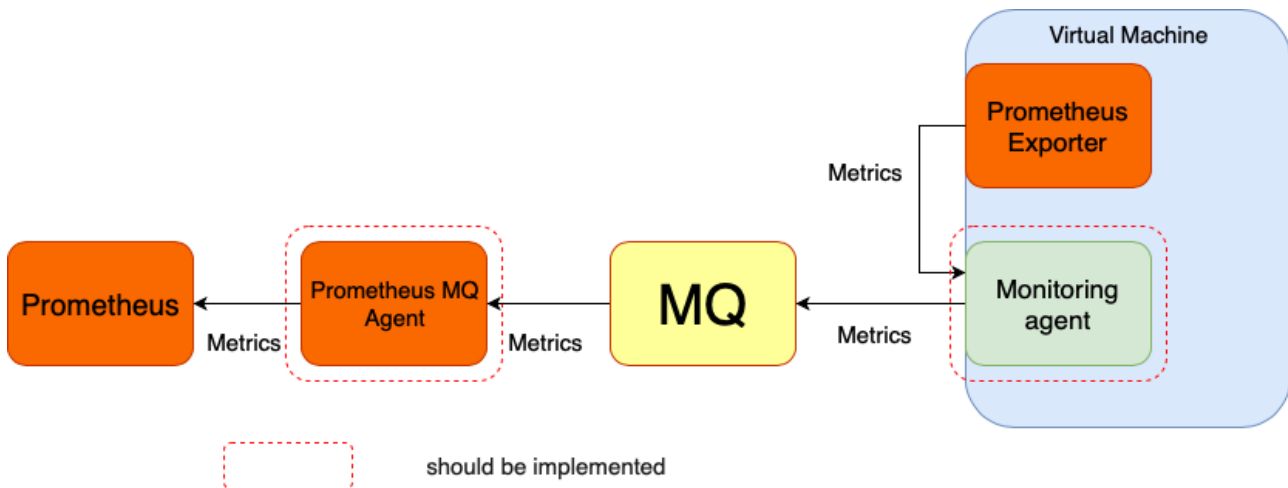 Virtual Machine
Prometheus
Exporter
Metrics
Prometheus
Metrics
Prometheus MQ
Agent
Metrics
MQ
Metrics
Monitoring
agent
should be implemented